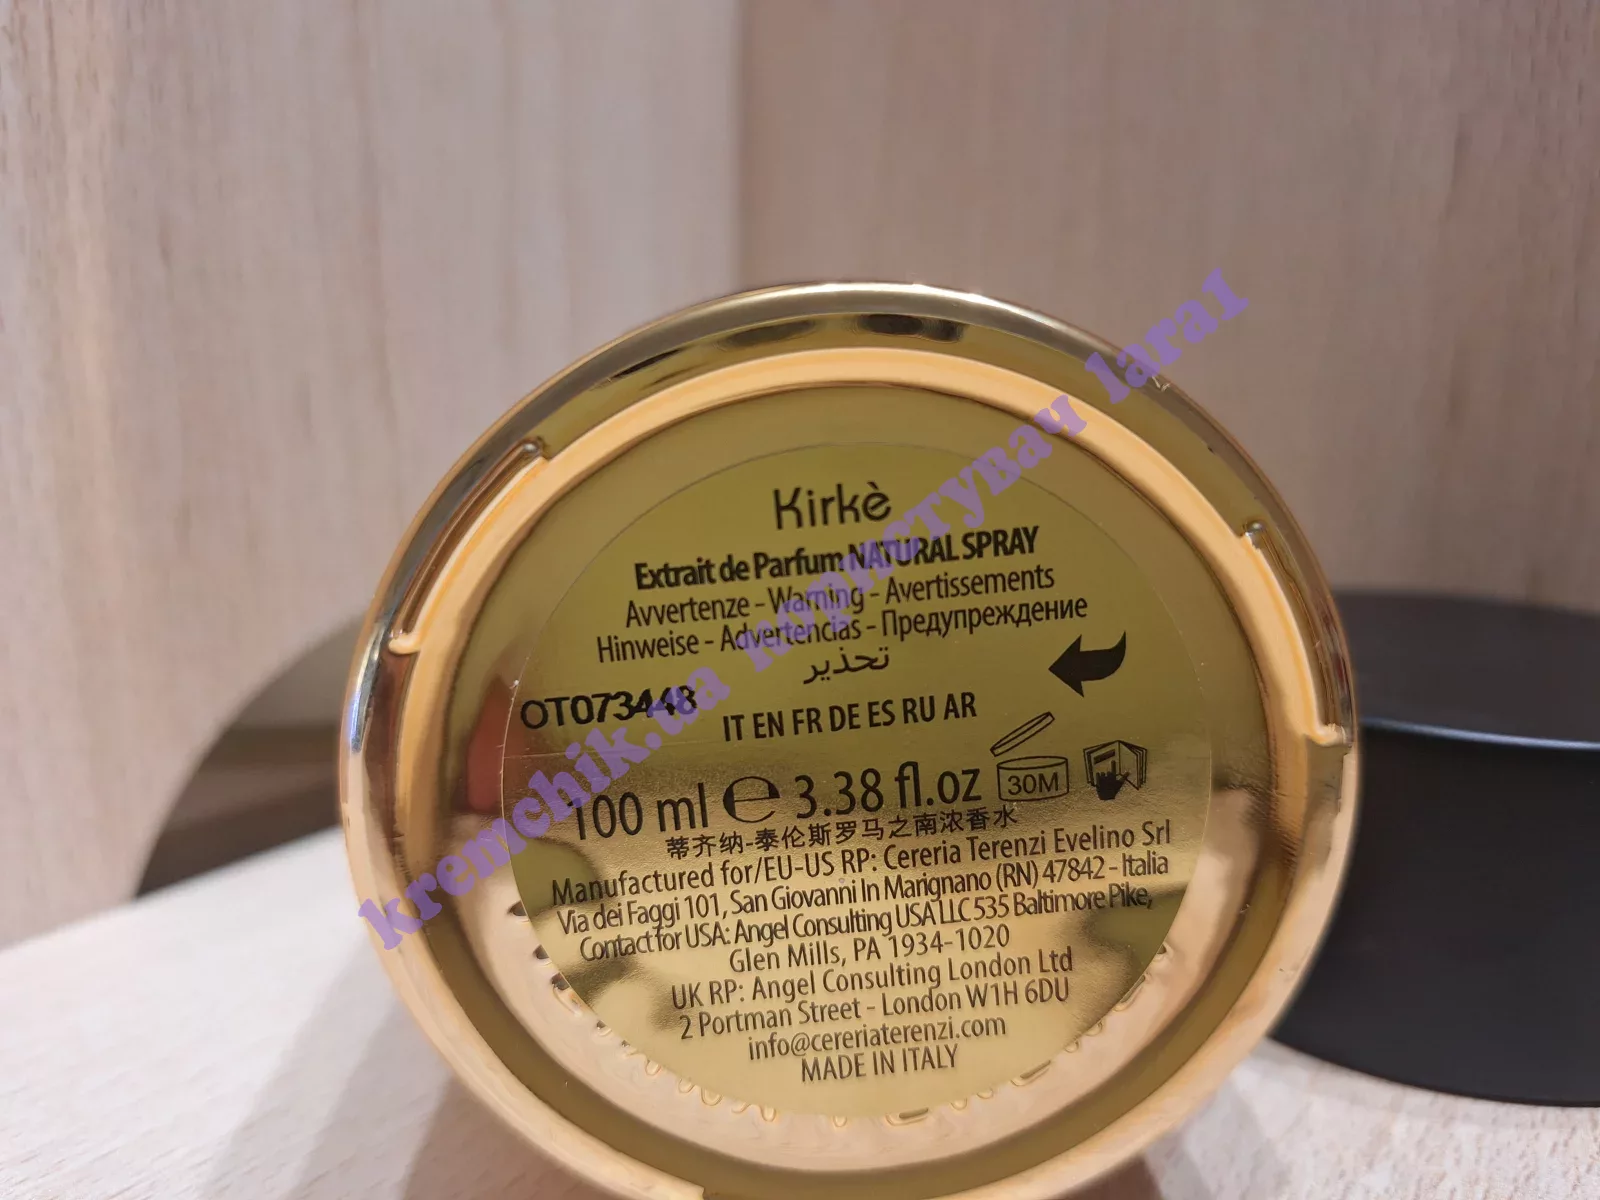 Kirkè
Extrait de Parfum NATURAL SPRAY
Avvertenze - Warning - Avertissements
Hinweise - Advertencias - Предупреждение
تحذير
OT073448
IT EN FR DE ES RU AR
100 ml e 3.38 fl.oz 30M
蒂齐纳-泰伦斯罗马之南浓香水
Manufactured for/EU-US RP: Cereria Terenzi Evelino Srl
Via dei Faggi 101, San Giovanni In Marignano (RN) 47842 - Italia
Contact for USA: Angel Consulting USA LLC 535 Baltimore Pike,
Glen Mills, PA 1934-1020
UK RP: Angel Consulting London Ltd
2 Portman Street - London W1H 6DU
info@cereriaterenzi.com
MADE IN ITALY
kremchik.ua користувач lara1